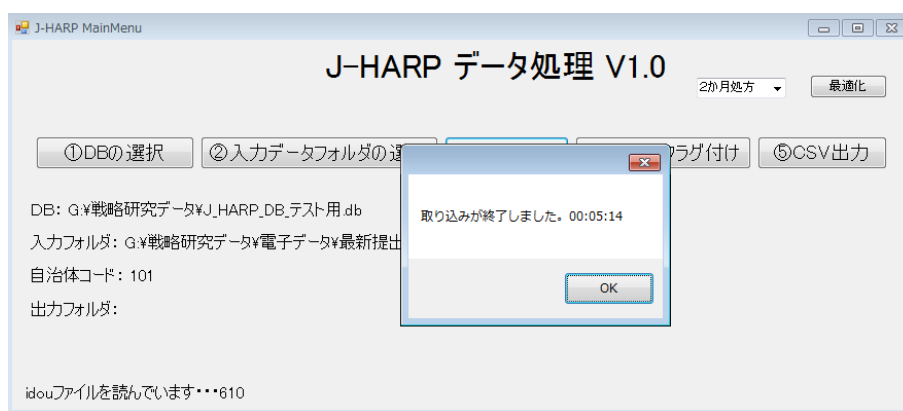 J-HARP MainMenu
J-HARP データ処理 V1.0
2か月処方
最適化
①DBの選択
②入力データフォルダの選
フラグ付け
⑤CSV出力
取り込みが終了しました。00:05:14
OK
DB: G:¥戦略研究データ¥J_HARP_DB_テスト用.db
入力フォルダ: G:¥戦略研究データ¥電子データ¥最新提出
自治体コード: 101
出力フォルダ:
idouファイルを読んでいます・・・610